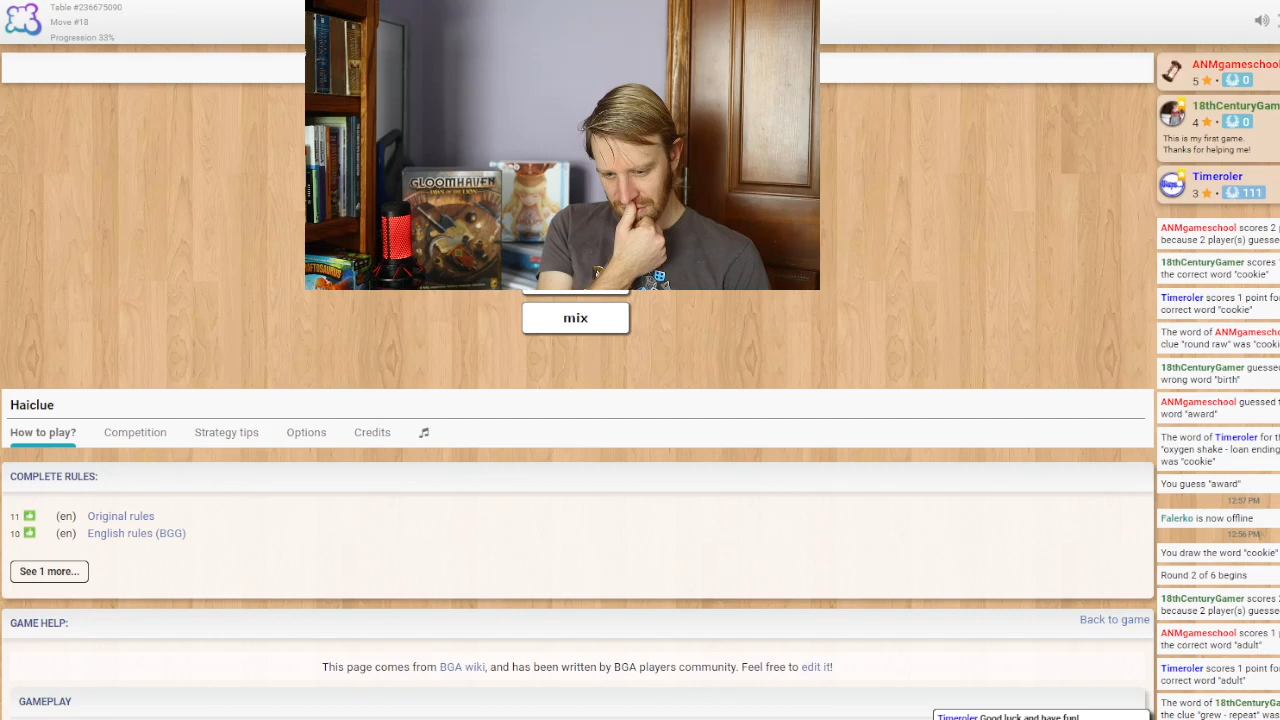 Table #236675090
Move #18
Progression 33%
ANMgameschool
5 ★ • 0
18thCenturyGam
4 ★ • 0
This is my first game.
Thanks for helping me!
Timeroler
3 ★ • 111
GLOOMHAVEN
mix
ANMgameschool scores 2 p
because 2 player(s) guesse
18thCenturyGamer scores
the correct word "cookie"
Timeroler scores 1 point fo
correct word "cookie"
The word of ANMgamescho
clue "round raw" was "cooki
18thCenturyGamer guessed
wrong word "birth"
ANMgameschool guessed t
word "award"
The word of Timeroler for th
"oxygen shake - loan ending
was "cookie"
You guess "award"
12:57 PM
Falerko is now offline
12:56 PM
You draw the word "cookie"
Round 2 of 6 begins
18thCenturyGamer scores 2
because 2 player(s) guesse
ANMgameschool scores 1 p
the correct word "adult"
Timeroler scores 1 point fo
correct word "adult"
The word of 18thCenturyG
the clue "grew - repeat" was
Haiclue
How to play? Competition Strategy tips Options Credits
COMPLETE RULES:
11 (en) Original rules
10 (en) English rules (BGG)
See 1 more...
GAME HELP:
Back to game
This page comes from BGA wiki, and has been written by BGA players community. Feel free to edit it!
GAMEPLAY
Timeroler Good luck and have fun!